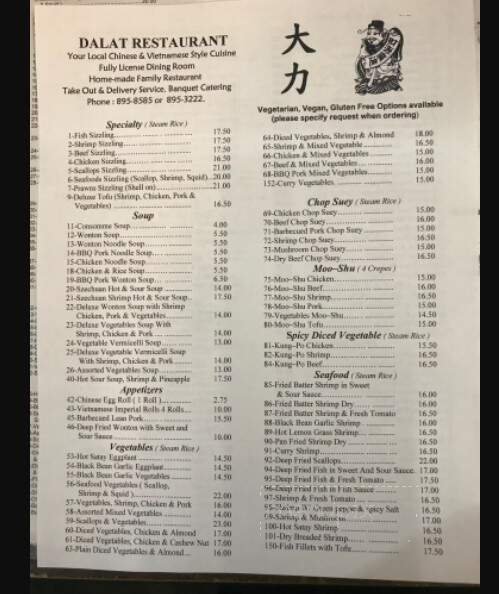 DALAT RESTAURANT
Your Local Chinese & Vietnamese Style Cuisine
Fully License Dining Room
Home-made Family Restaurant
Take Out & Delivery Service, Banquet Catering
Phone : 895-8585 or 895-3222.
大力
Vegetarian, Vegan, Gluten Free Options available
(please specify request when ordering)
Specialty ( Steam Rice )
1-Fish Sizzling 17.50
2-Shrimp Sizzling 17.50
3-Beef Sizzling 17.50
4-Chicken Sizzling 16.50
5-Scallops Sizzling 21.00
6-Seafoods Sizzling (Scallop, Shrimp, Squid) 20.00
7-Prawns Sizzling (Shell on) 21.00
9-Deluxe Tofu (Shrimp, Chicken, Pork &
Vegetables) 16.50
Soup
11-Consomme Soup 4.00
12-Wonton Soup 5.50
13-Wonton Noodle Soup 5.50
14-BBQ Pork Noodle Soup 5.50
15-Chicken Noodle Soup 5.50
18-Chicken & Rice Soup 5.50
19-BBQ Pork Wonton Soup 6.50
20-Szechuan Hot & Sour Soup 14.00
21-Szechuan Shrimp Hot & Sour Soup 17.50
22-Deluxe Wonton Soup with Shrimp
Chicken, Pork & Vegetables 14.00
23-Deluxe Vegetables Soup With
Shrimp, Chicken & Pork 14.00
24-Vegetable Vermicelli Soup 13.00
25-Deluxe Vegetable Vermicelli Soup
With Shrimp, Chicken & Pork 14.00
26-Assorted Vegetables Soup 13.00
40-Hot Sour Soup, Shrimp & Pineapple 17.50
Appetizers
42-Chinese Egg Roll ( 1 Roll ) 2.75
43-Vietnamese Imperial Rolls 4 Rolls 10.00
45-Barbecued Lean Pork 15.50
46-Deep Fried Wonton with Sweet and
Sour Sauce 10.00
Vegetables ( Steam Rice )
53-Hot Satay Eggplant 14.50
54-Black Bean Garlic Eggplant 14.50
55-Black Bean Garlic Vegetables 14.50
56-Seafood Vegetables ( Scallop,
Shrimp & Squid ) 22.00
57-Vegetables, Shrimp, Chicken & Pork 16.00
58-Assorted Mixed Vegetables 14.00
59-Scallops & Vegetables 23.00
60-Diced Vegetables, Chicken & Almond 17.00
61-Diced Vegetables, Chicken & Cashew Nut 17.00
63-Plain Diced Vegetables & Almond 16.00
64-Diced Vegetables, Shrimp & Almond 18.00
65-Shrimp & Mixed Vegetable 16.50
66-Chicken & Mixed Vegetables 15.00
67-Beef & Mixed Vegetables 15.00
68-BBQ Pork Mixed Vegetables 15.00
152-Curry Vegetables 15.00
Chop Suey ( Steam Rice )
69-Chicken Chop Suey 15.00
70-Beef Chop Suey 16.00
71-Barbecued Pork Chop Suey 15.00
72-Shrimp Chop Suey 16.50
73-Mushroom Chop Suey 15.00
74-Dry Beef Chop Suey 16.50
Moo-Shu ( 4 Crepes )
75-Moo-Shu Chicken 15.00
76-Moo-Shu Beef 16.00
77-Moo-Shu Shrimp 16.50
78-Moo-Shu Pork 15.00
79-Vegetables Moo-Shu 14.50
80-Moo-Shu Tofu 15.00
Spicy Diced Vegetable ( Steam Rice )
81-Kung-Po Chicken 15.50
82-Kung-Po Shrimp 16.50
84-Kung-Po Beef 16.50
Seafood ( Steam Rice )
85-Fried Batter Shrimp in Sweet
& Sour Sauce 16.00
86-Fried Batter Shrimp Dry 16.00
87-Fried Batter Shrimp & Fresh Tomato 16.50
88-Black Bean Garlic Shrimp 16.00
89-Hot Lemon Grass Shrimp 16.50
90-Pan Fried Shrimp Dry 16.50
91-Curry Shrimp 16.50
92-Deep Fried Scallops 22.00
94-Deep Fried Fish in Sweet And Sour Sauce 17.00
95-Deep Fried Fish & Fresh Tomato 17.50
96-Deep Fried Fish in Fish Sauce 17.00
97-Shrimp & Fresh Tomato 16.50
Shrimp W/ Green pepper & spicy Salt 16.50
99-Shrimp & Mushroom 17.00
100-Hot Satay Shrimp 16.50
101-Dry Breaded Shrimp 16.50
150-Fish Fillets with Tofu 17.50